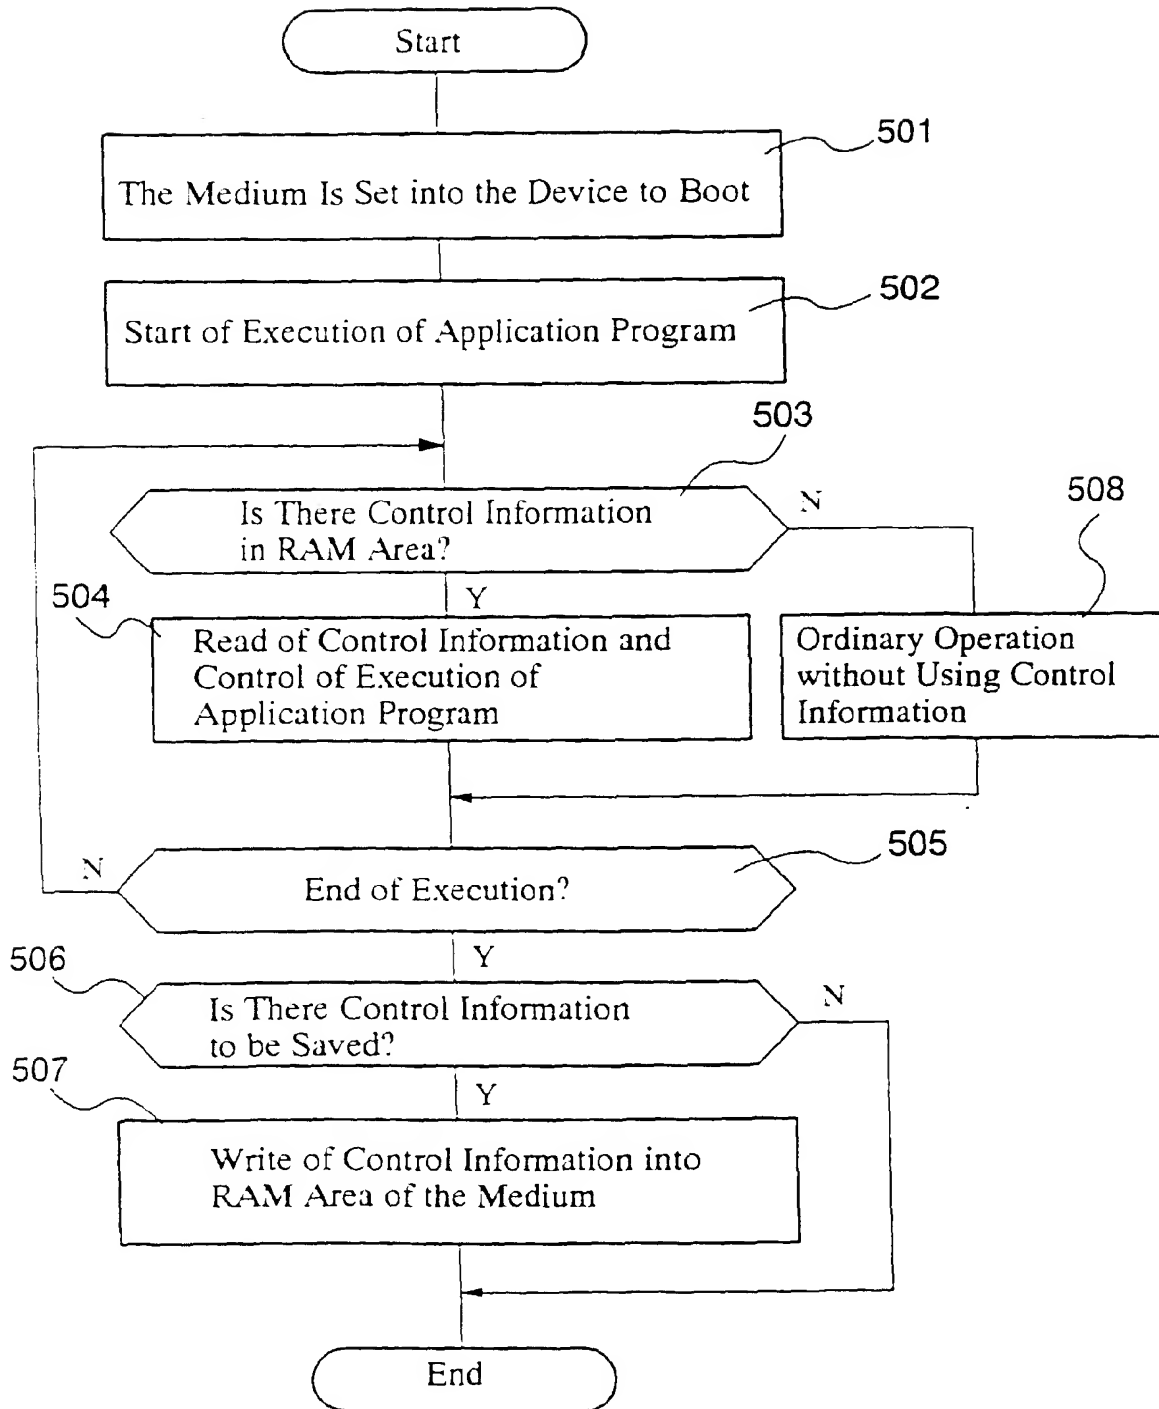 Start
501
The Medium Is Set into the Device to Boot
502
Start of Execution of Application Program
503
Is There Control Information
in RAM Area?
N
508
504
Y
Read of Control Information and
Control of Execution of
Application Program
Ordinary Operation
without Using Control
Information
505
N
End of Execution?
Y
506
Is There Control Information
to be Saved?
N
507
Y
Write of Control Information into
RAM Area of the Medium
End